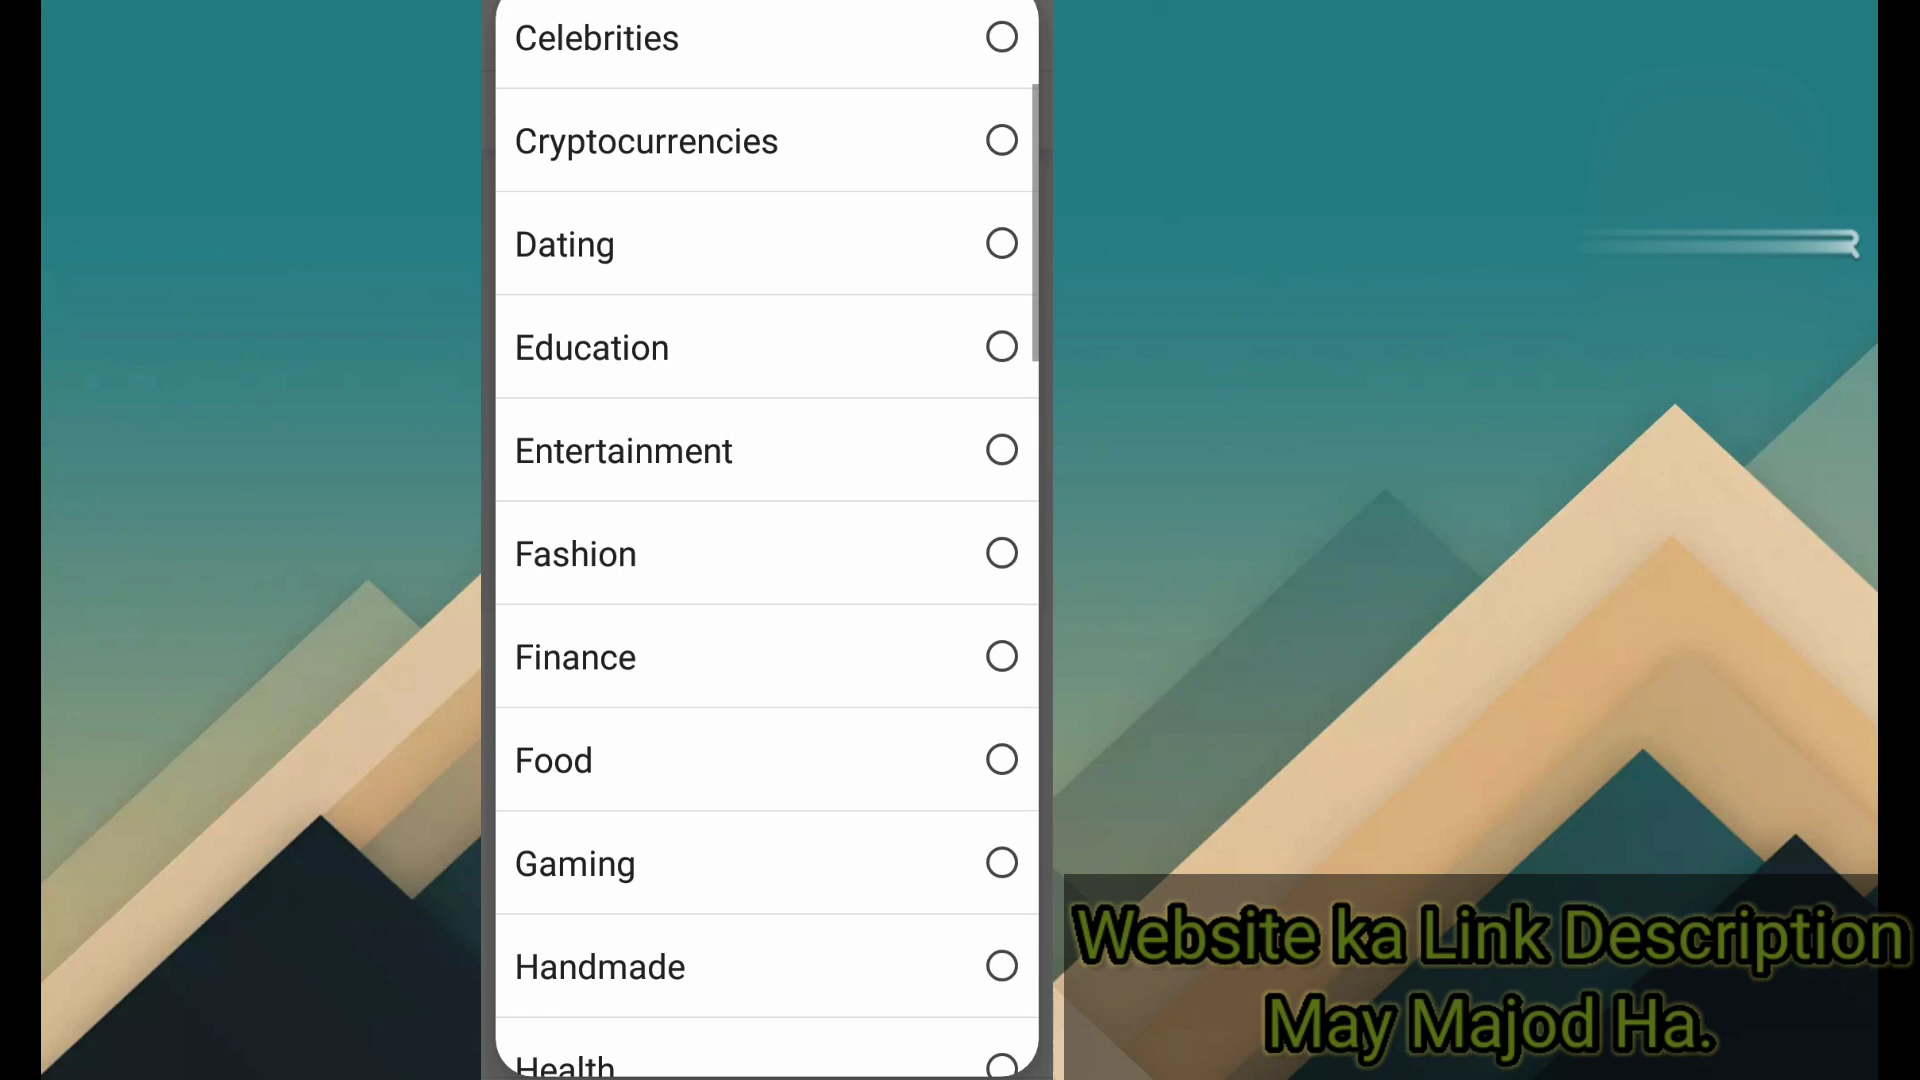 Celebrities
Cryptocurrencies
Dating
Education
Entertainment
Fashion
Finance
Food
Gaming
Handmade
Health
Website ka Link Description
May Majod Ha.